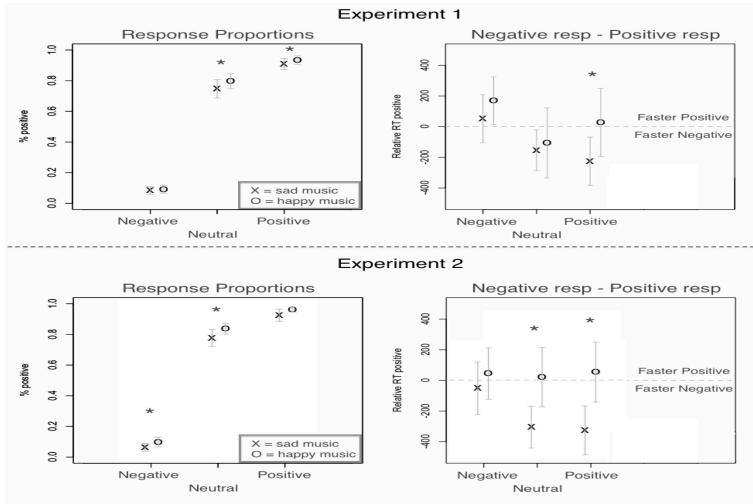 Experiment 1
Response Proportions
Negative resp - Positive resp
% positive
0.0 0.2 0.4 0.6 0.8 1.0
*
*
X = sad music
O = happy music
Negative
Neutral
Positive
Relative RT positive
-400 -200 0 200 400
*
Faster Positive
Faster Negative
Negative
Neutral
Positive
Experiment 2
Response Proportions
Negative resp - Positive resp
% positive
0.0 0.2 0.4 0.6 0.8 1.0
*
*
X = sad music
O = happy music
Negative
Neutral
Positive
Relative RT positive
-400 -200 0 200 400
*
*
Faster Positive
Faster Negative
Negative
Neutral
Positive